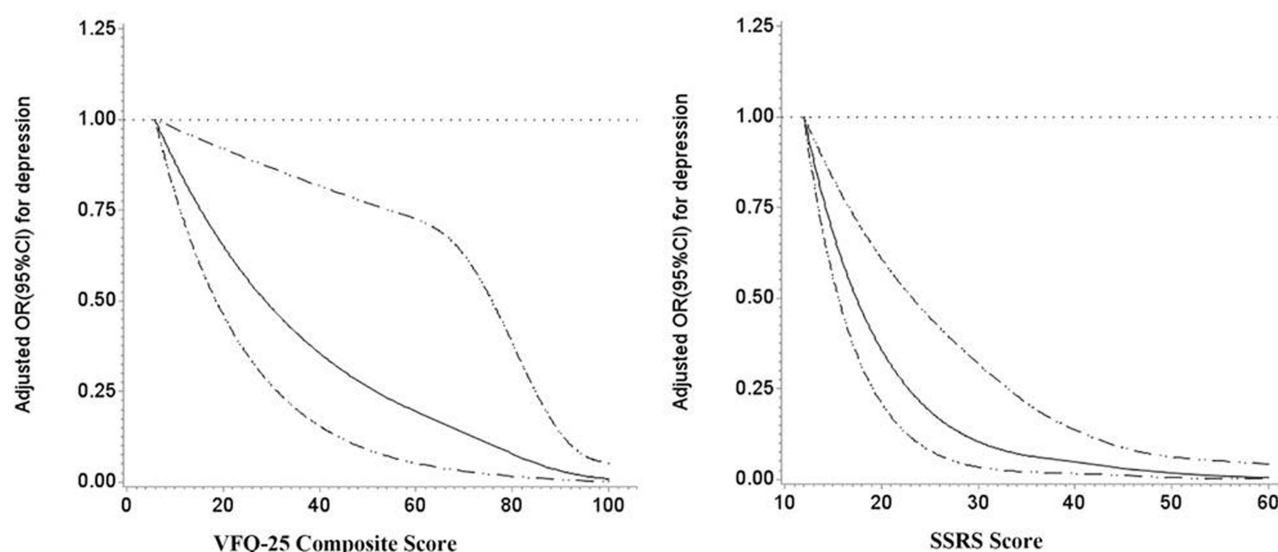 Adjusted OR(95%CI) for depression
1.25
1.00
0.75
0.50
0.25
0.00
0 20 40 60 80 100
VFQ-25 Composite Score
Adjusted OR(95%CI) for depression
1.25
1.00
0.75
0.50
0.25
0.00
10 20 30 40 50 60
SSRS Score